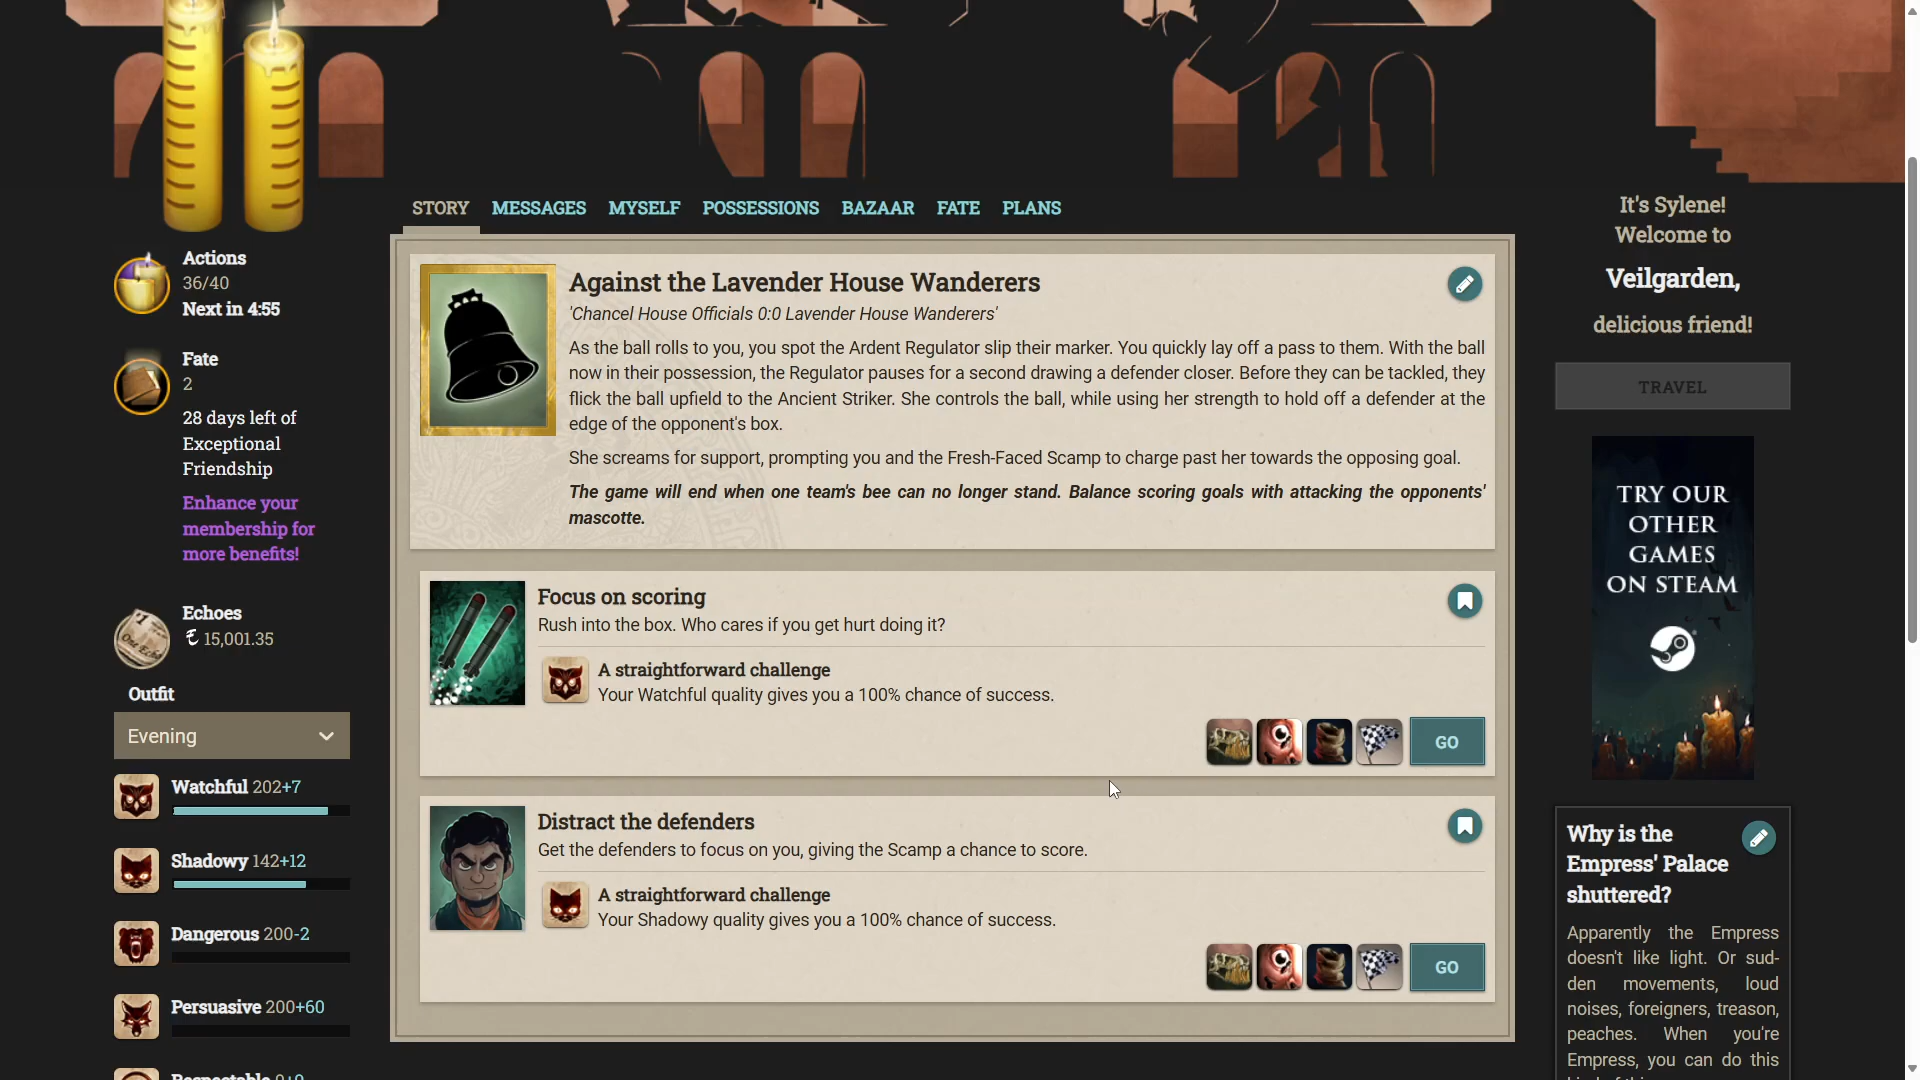 STORY MESSAGES MYSELF POSSESSIONS BAZAAR FATE PLANS
Actions
36/40
Next in 4:55
Fate
2
28 days left of
Exceptional
Friendship
Enhance your
membership for
more benefits!
Echoes
15,001.35
Outfit
Evening
Watchful 202+7
Shadowy 142+12
Dangerous 200-2
Persuasive 200+60
Against the Lavender House Wanderers
'Chancel House Officials 0:0 Lavender House Wanderers'
As the ball rolls to you, you spot the Ardent Regulator slip their marker. You quickly lay off a pass to them. With the ball
now in their possession, the Regulator pauses for a second drawing a defender closer. Before they can be tackled, they
flick the ball upfield to the Ancient Striker. She controls the ball, while using her strength to hold off a defender at the
edge of the opponent's box.
She screams for support, prompting you and the Fresh-Faced Scamp to charge past her towards the opposing goal.
The game will end when one team's bee can no longer stand. Balance scoring goals with attacking the opponents'
mascotte.
Focus on scoring
Rush into the box. Who cares if you get hurt doing it?
A straightforward challenge
Your Watchful quality gives you a 100% chance of success.
GO
Distract the defenders
Get the defenders to focus on you, giving the Scamp a chance to score.
A straightforward challenge
Your Shadowy quality gives you a 100% chance of success.
GO
It's Sylene!
Welcome to
Veilgarden,
delicious friend!
TRAVEL
TRY OUR
OTHER
GAMES
ON STEAM
Why is the
Empress' Palace
shuttered?
Apparently the Empress
doesn't like light. Or sud-
den movements, loud
noises, foreigners, treason,
peaches. When you're
Empress, you can do this